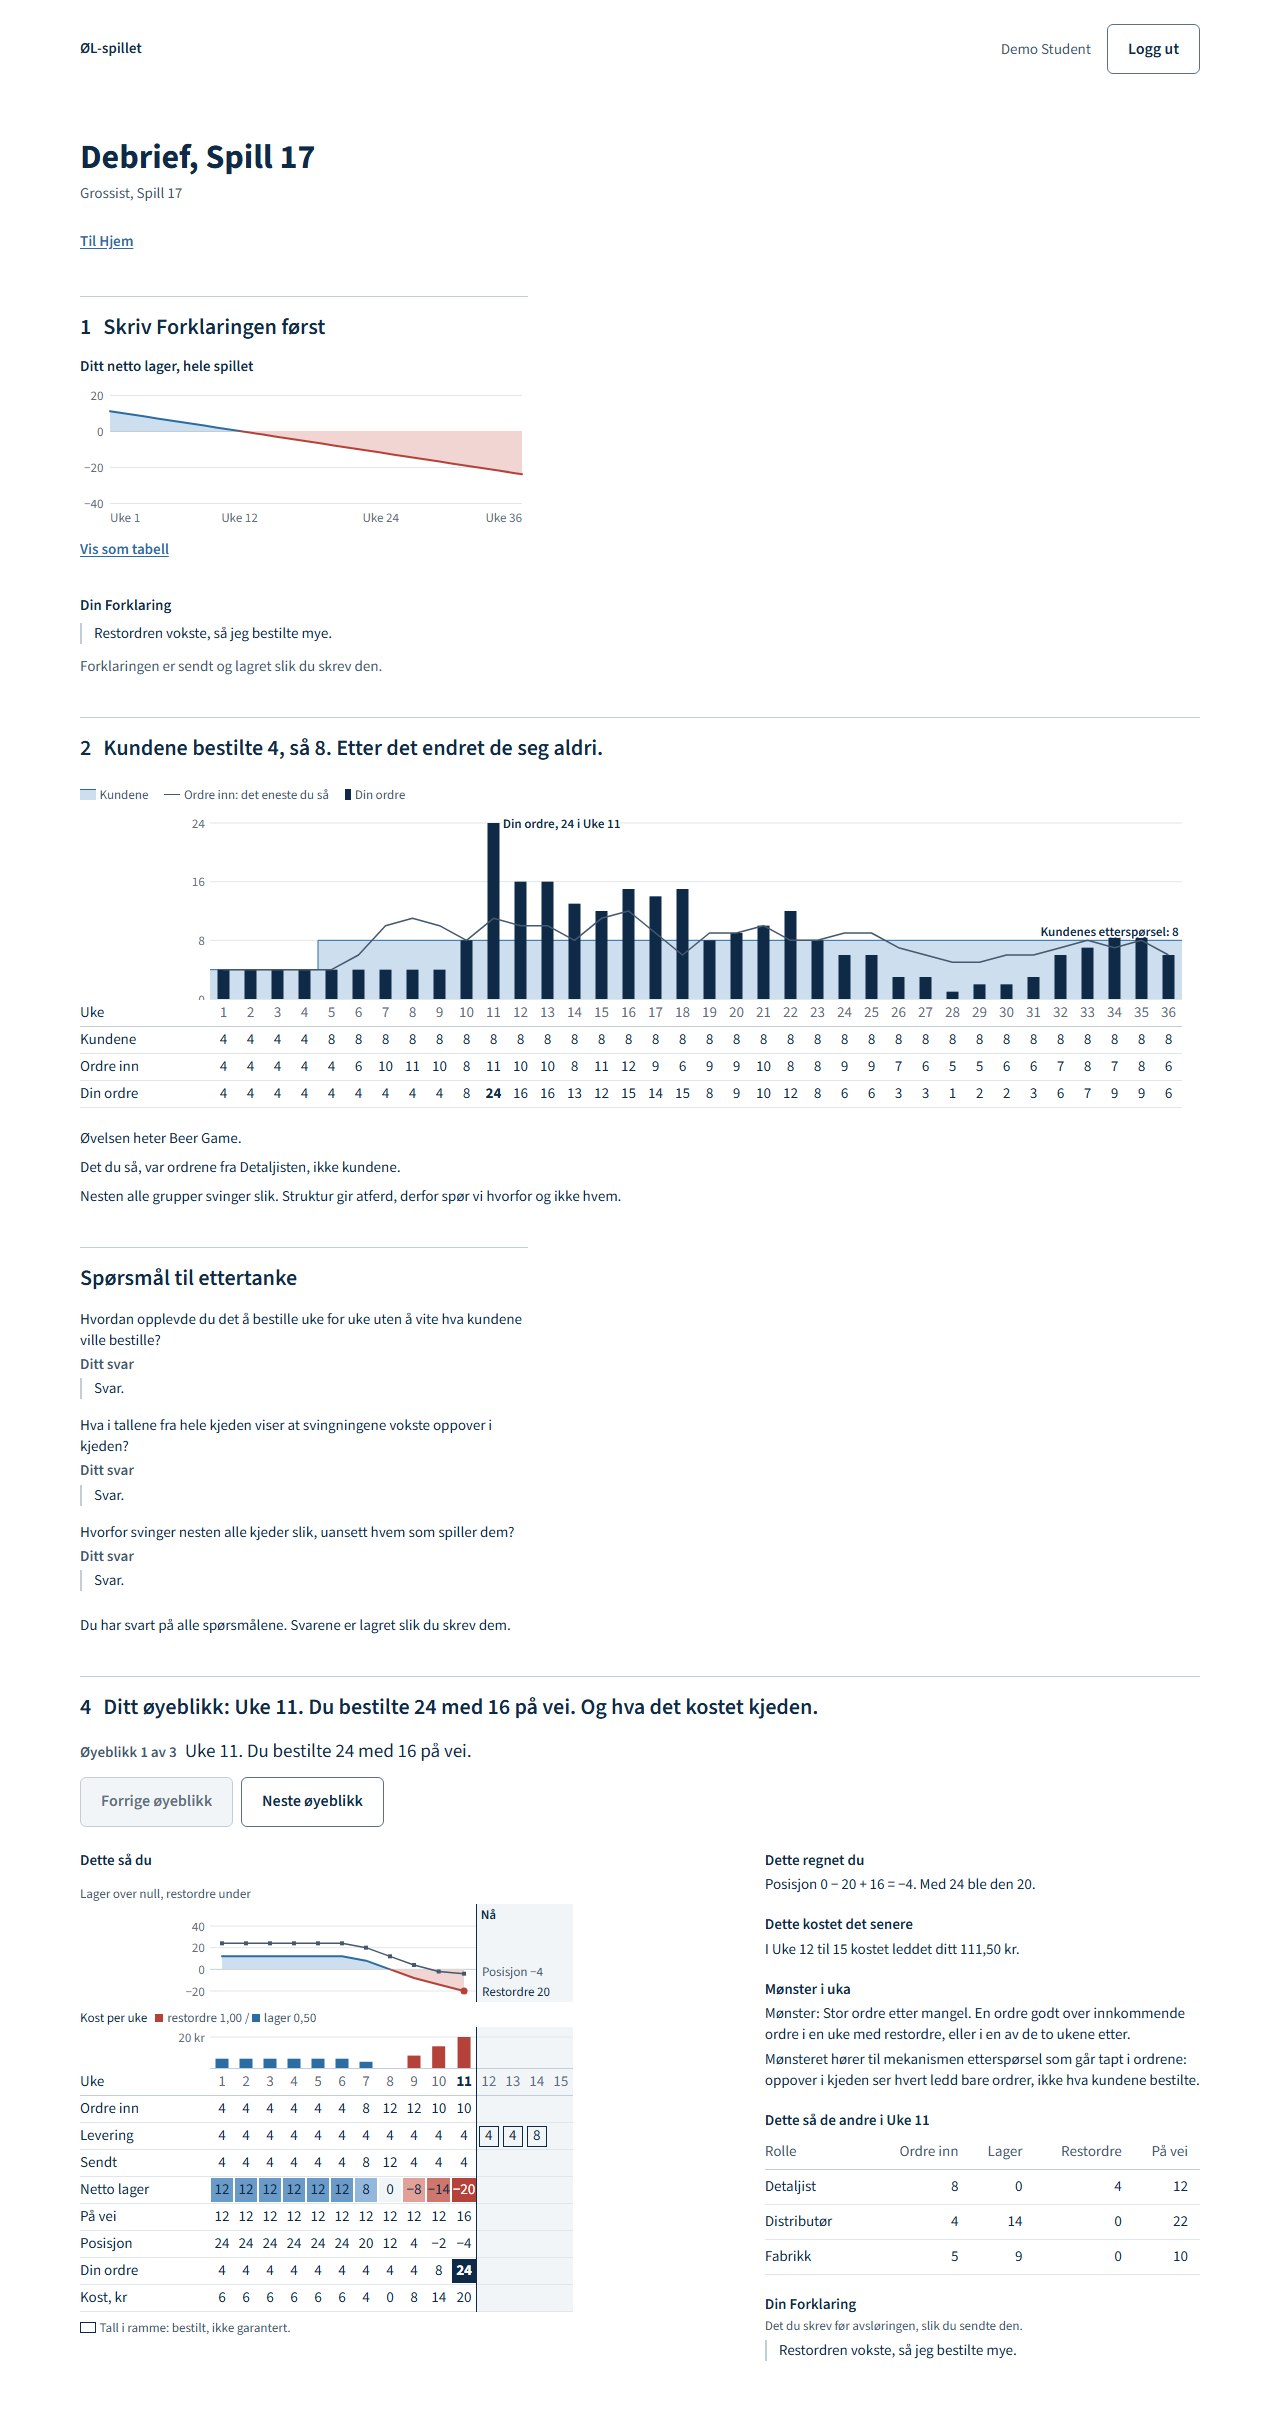 ØL-spillet
Demo Student
Logg ut
Debrief, Spill 17
Grossist, Spill 17
Til Hjem
1 Skriv Forklaringen først
Ditt netto lager, hele spillet
20
0
−20
−40
Uke 1 Uke 12 Uke 24 Uke 36
Vis som tabell
Din Forklaring
Restordren vokste, så jeg bestilte mye.
Forklaringen er sendt og lagret slik du skrev den.
2 Kundene bestilte 4, så 8. Etter det endret de seg aldri.
Kundene Ordre inn: det eneste du så Din ordre
24
Din ordre, 24 i Uke 11
16
Kundenes etterspørsel: 8
8
0
Uke 1 2 3 4 5 6 7 8 9 10 11 12 13 14 15 16 17 18 19 20 21 22 23 24 25 26 27 28 29 30 31 32 33 34 35 36
Kundene 4 4 4 4 8 8 8 8 8 8 8 8 8 8 8 8 8 8 8 8 8 8 8 8 8 8 8 8 8 8 8 8 8 8 8 8
Ordre inn 4 4 4 4 4 6 10 11 10 8 11 10 10 8 11 12 9 6 9 9 10 8 8 9 9 7 6 5 5 6 6 7 8 7 8 6
Din ordre 4 4 4 4 4 4 4 4 4 8 24 16 16 13 12 15 14 15 8 9 10 12 8 6 6 3 3 1 2 2 3 6 7 9 9 6
Øvelsen heter Beer Game.
Det du så, var ordrene fra Detaljisten, ikke kundene.
Nesten alle grupper svinger slik. Struktur gir atferd, derfor spør vi hvorfor og ikke hvem.
Spørsmål til ettertanke
Hvordan opplevde du det å bestille uke for uke uten å vite hva kundene
ville bestille?
Ditt svar
Svar.
Hva i tallene fra hele kjeden viser at svingningene vokste oppover i
kjeden?
Ditt svar
Svar.
Hvorfor svinger nesten alle kjeder slik, uansett hvem som spiller dem?
Ditt svar
Svar.
Du har svart på alle spørsmålene. Svarene er lagret slik du skrev dem.
4 Ditt øyeblikk: Uke 11. Du bestilte 24 med 16 på vei. Og hva det kostet kjeden.
Øyeblikk 1 av 3 Uke 11. Du bestilte 24 med 16 på vei.
Forrige øyeblikk
Neste øyeblikk
Dette så du
Lager over null, restordre under
Nå
40
20
0
−20
Posisjon −4
Restordre 20
Kost per uke restordre 1,00 / lager 0,50
20 kr
Uke 1 2 3 4 5 6 7 8 9 10 11 12 13 14 15
Ordre inn 4 4 4 4 4 4 8 12 12 10 10
Levering 4 4 4 4 4 4 4 4 4 4 4 4 4 8
Sendt 4 4 4 4 4 4 8 12 4 4 4
Netto lager 12 12 12 12 12 12 8 0 −8 −14 −20
På vei 12 12 12 12 12 12 12 12 12 12 16
Posisjon 24 24 24 24 24 24 20 12 4 −2 −4
Din ordre 4 4 4 4 4 4 4 4 4 8 24
Kost, kr 6 6 6 6 6 6 4 0 8 14 20
Tall i ramme: bestilt, ikke garantert.
Dette regnet du
Posisjon 0 − 20 + 16 = −4. Med 24 ble den 20.
Dette kostet det senere
I Uke 12 til 15 kostet leddet ditt 111,50 kr.
Mønster i uka
Mønster: Stor ordre etter mangel. En ordre godt over innkommende
ordre i en uke med restordre, eller i en av de to ukene etter.
Mønsteret hører til mekanismen etterspørsel som går tapt i ordrene:
oppover i kjeden ser hvert ledd bare ordrer, ikke hva kundene bestilte.
Dette så de andre i Uke 11
Rolle Ordre inn Lager Restordre På vei
Detaljist 8 0 4 12
Distributør 4 14 0 22
Fabrikk 5 9 0 10
Din Forklaring
Det du skrev før avsløringen, slik du sendte den.
Restordren vokste, så jeg bestilte mye.